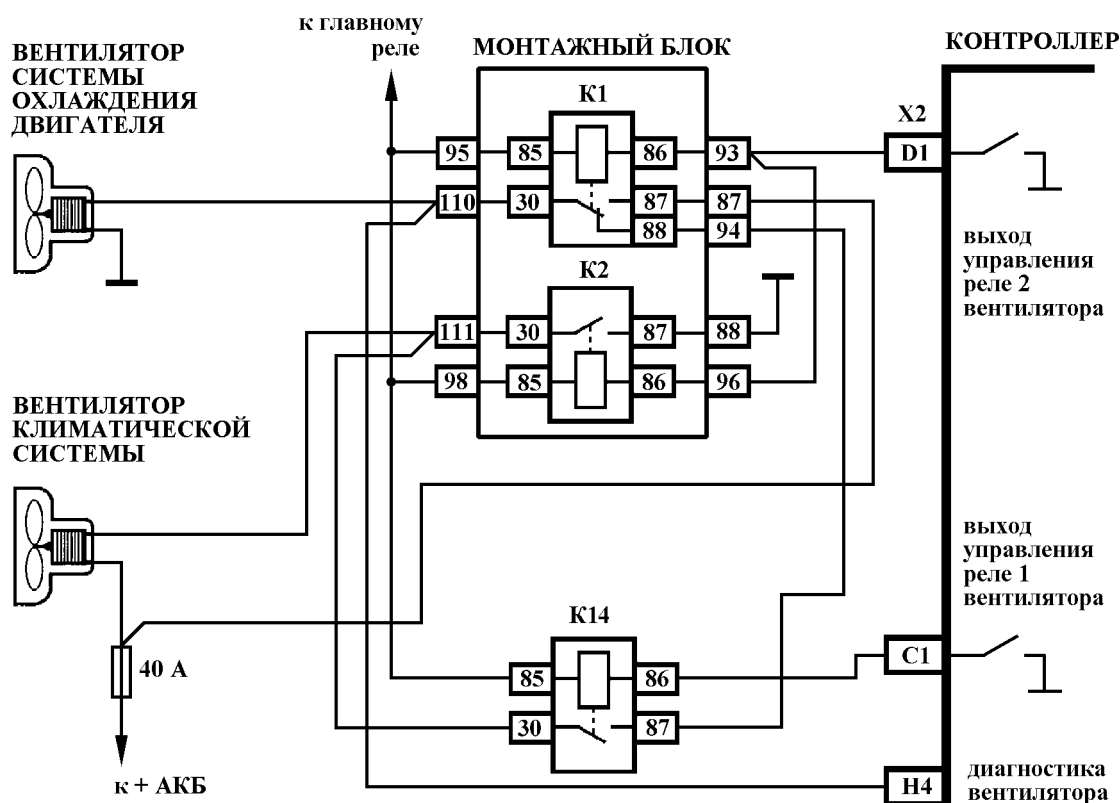 к главному
реле
ВЕНТИЛЯТОР
СИСТЕМЫ
ОХЛАЖДЕНИЯ
ДВИГАТЕЛЯ
МОНТАЖНЫЙ БЛОК
КОНТРОЛЛЕР
К1
X2
95
85
86
93
D1
110
30
87
87
88
94
выход
управления
реле 2
вентилятора
К2
111
30
87
88
98
85
86
96
ВЕНТИЛЯТОР
КЛИМАТИЧЕСКОЙ
СИСТЕМЫ
выход
управления
реле 1
вентилятора
К14
40 А
85
86
C1
30
87
к + АКБ
H4
диагностика
вентилятора